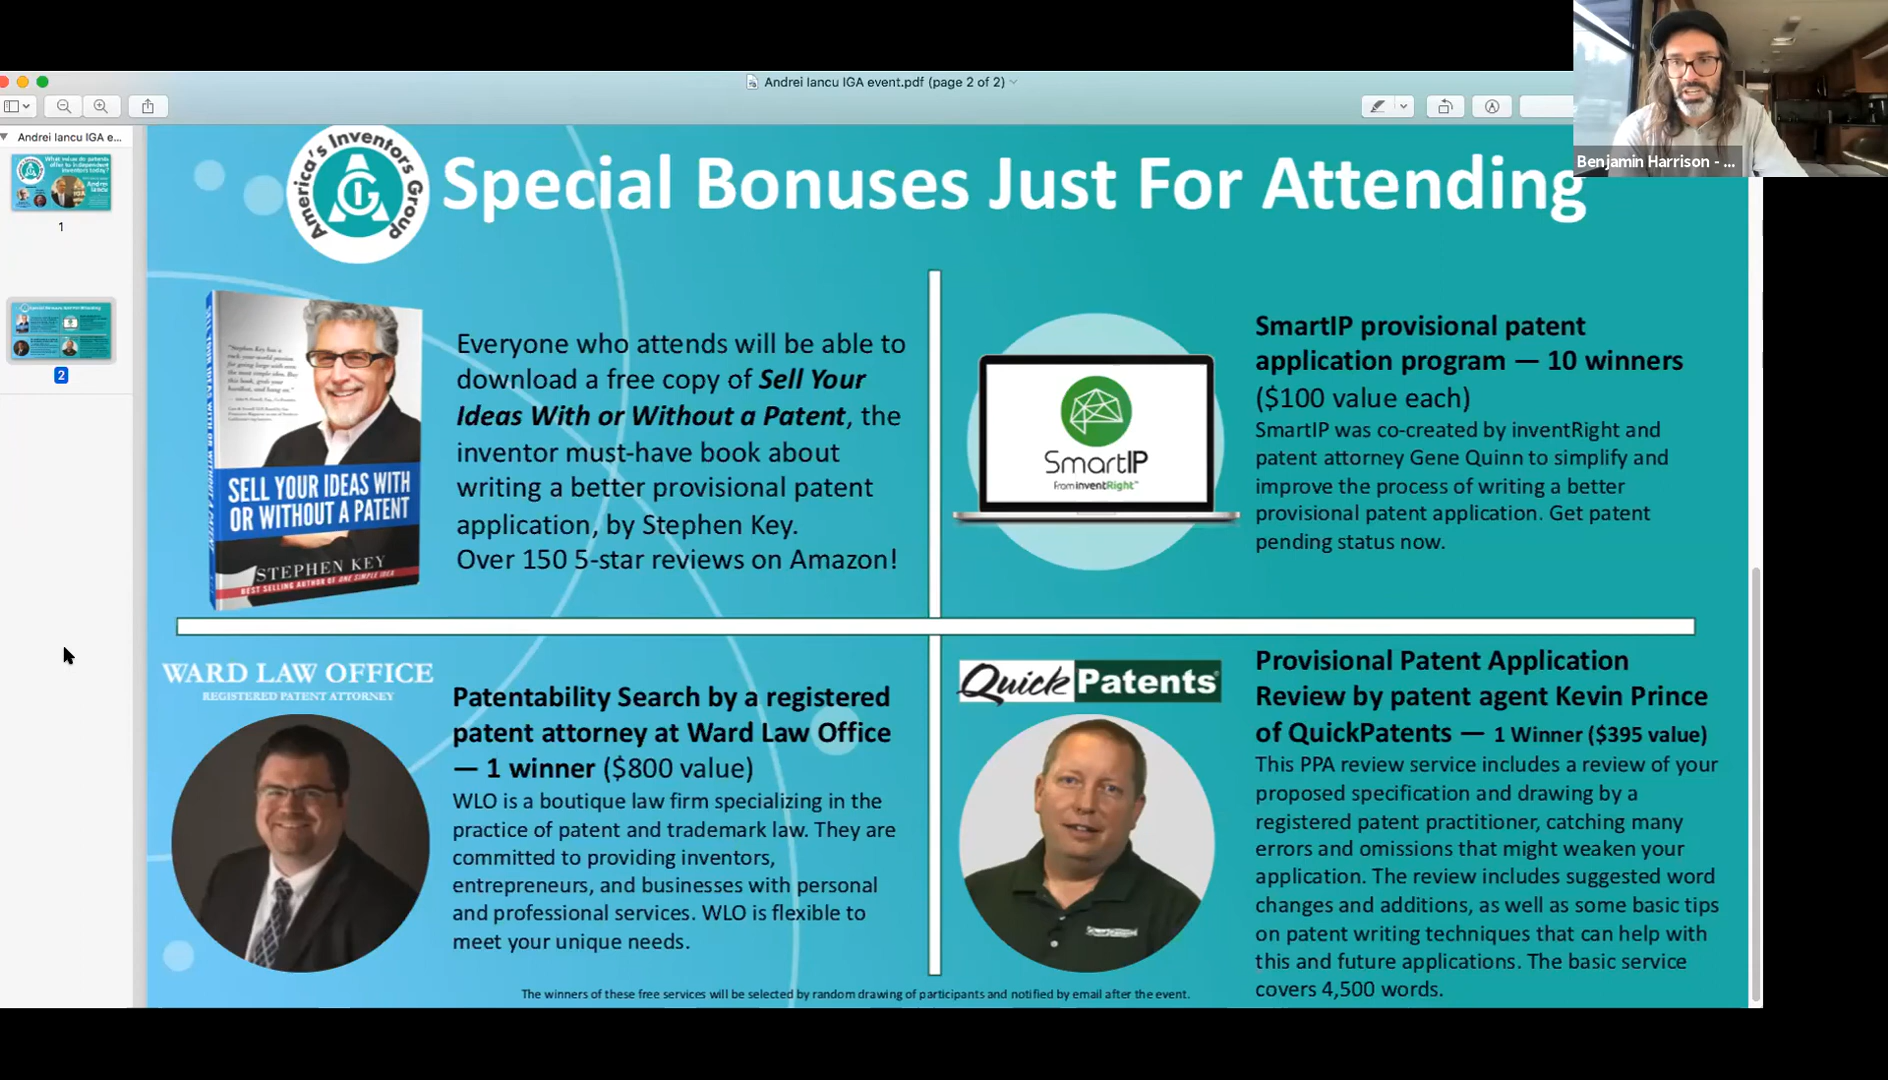 Andrei Iancu IGA event.pdf (page 2 of 2)
Benjamin Harrison - ...
Andrei Iancu IGA e...
1
2
America's Inventors Group
Special Bonuses Just For Attending
SELL YOUR IDEAS WITH
OR WITHOUT A PATENT
STEPHEN KEY
BEST SELLING AUTHOR OF ONE SIMPLE IDEA
Everyone who attends will be able to
download a free copy of Sell Your
Ideas With or Without a Patent, the
inventor must-have book about
writing a better provisional patent
application, by Stephen Key.
Over 150 5-star reviews on Amazon!
SmartIP
From inventRight™
SmartIP provisional patent
application program — 10 winners
($100 value each)
SmartIP was co-created by inventRight and
patent attorney Gene Quinn to simplify and
improve the process of writing a better
provisional patent application. Get patent
pending status now.
WARD LAW OFFICE
REGISTERED PATENT ATTORNEY
Patentability Search by a registered
patent attorney at Ward Law Office
— 1 winner ($800 value)
WLO is a boutique law firm specializing in the
practice of patent and trademark law. They are
committed to providing inventors,
entrepreneurs, and businesses with personal
and professional services. WLO is flexible to
meet your unique needs.
QuickPatents
Provisional Patent Application
Review by patent agent Kevin Prince
of QuickPatents — 1 Winner ($395 value)
This PPA review service includes a review of your
proposed specification and drawing by a
registered patent practitioner, catching many
errors and omissions that might weaken your
application. The review includes suggested word
changes and additions, as well as some basic tips
on patent writing techniques that can help with
this and future applications. The basic service
covers 4,500 words.
The winners of these free services will be selected by random drawing of participants and notified by email after the event.